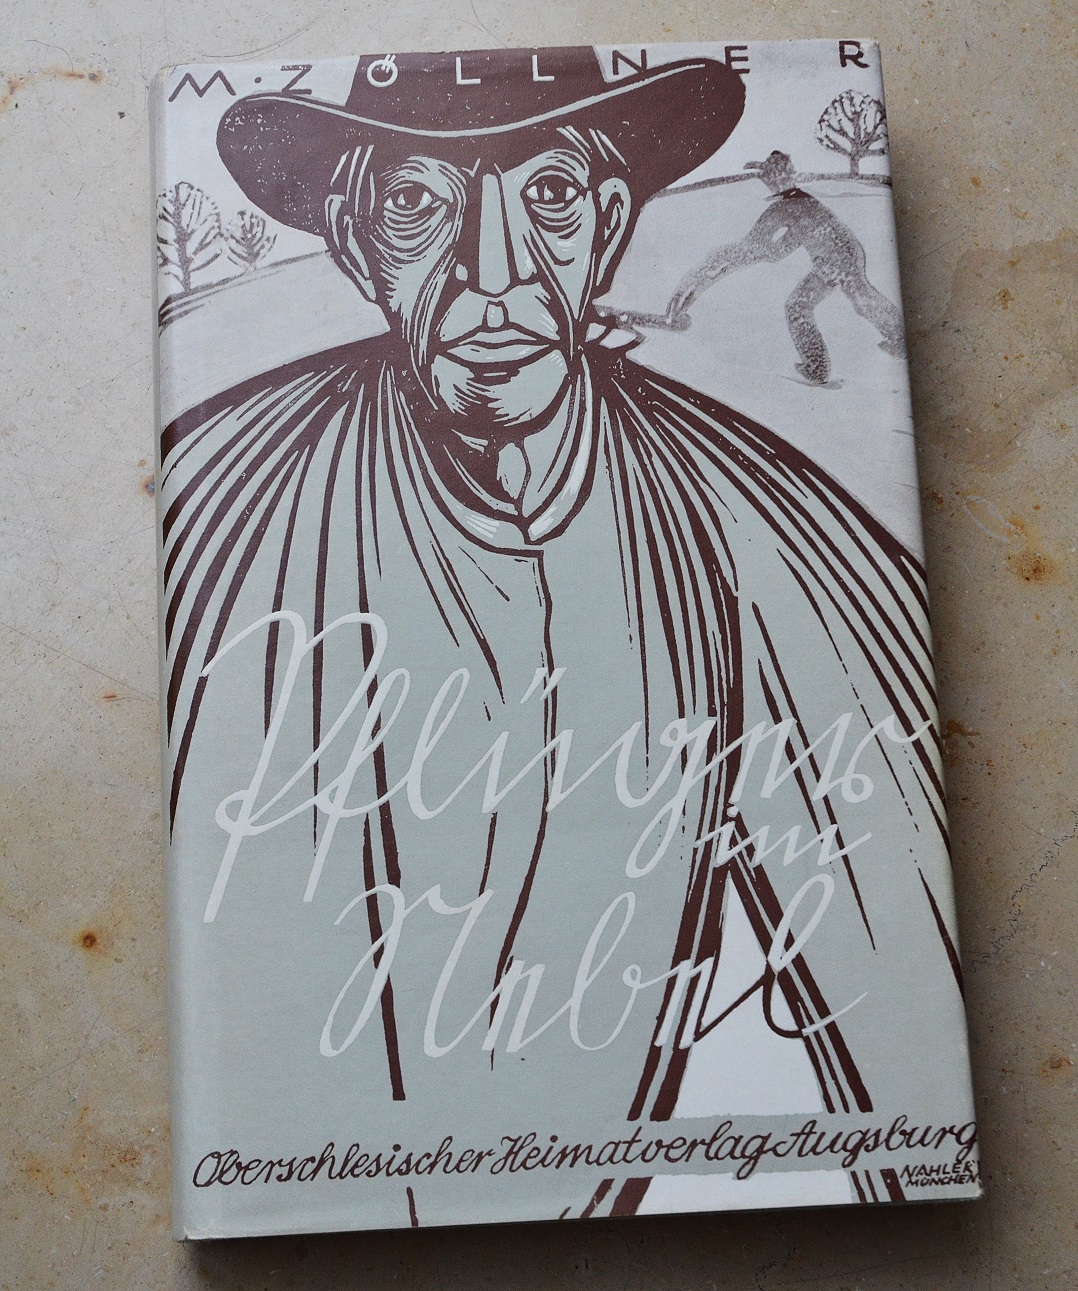 M. ZÖLLNER
Pflüger
im
Nebel
Oberschlesischer Heimatverlag Augsburg
NAHLER
MÜNCHEN